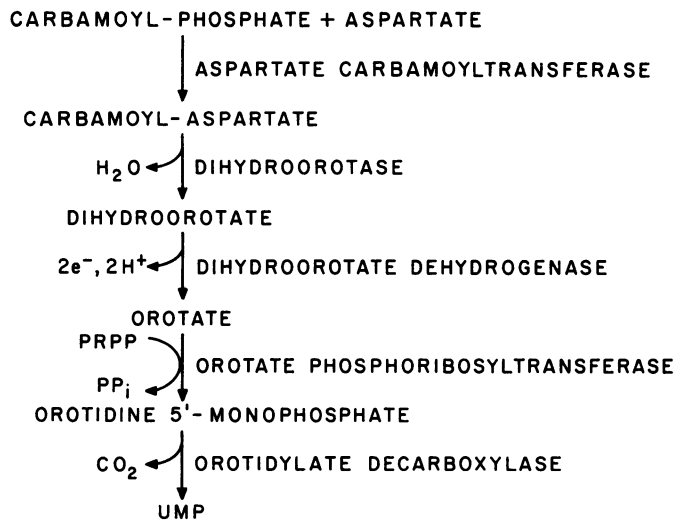 CARBAMOYL-PHOSPHATE + ASPARTATE
ASPARTATE CARBAMOYLTRANSFERASE
CARBAMOYL-ASPARTATE
H₂O DIHYDROOROTASE
DIHYDROOROTATE
2e⁻, 2H⁺ DIHYDROOROTATE DEHYDROGENASE
OROTATE
PRPP
OROTATE PHOSPHORIBOSYLTRANSFERASE
PPᵢ
OROTIDINE 5'-MONOPHOSPHATE
CO₂ OROTIDYLATE DECARBOXYLASE
UMP